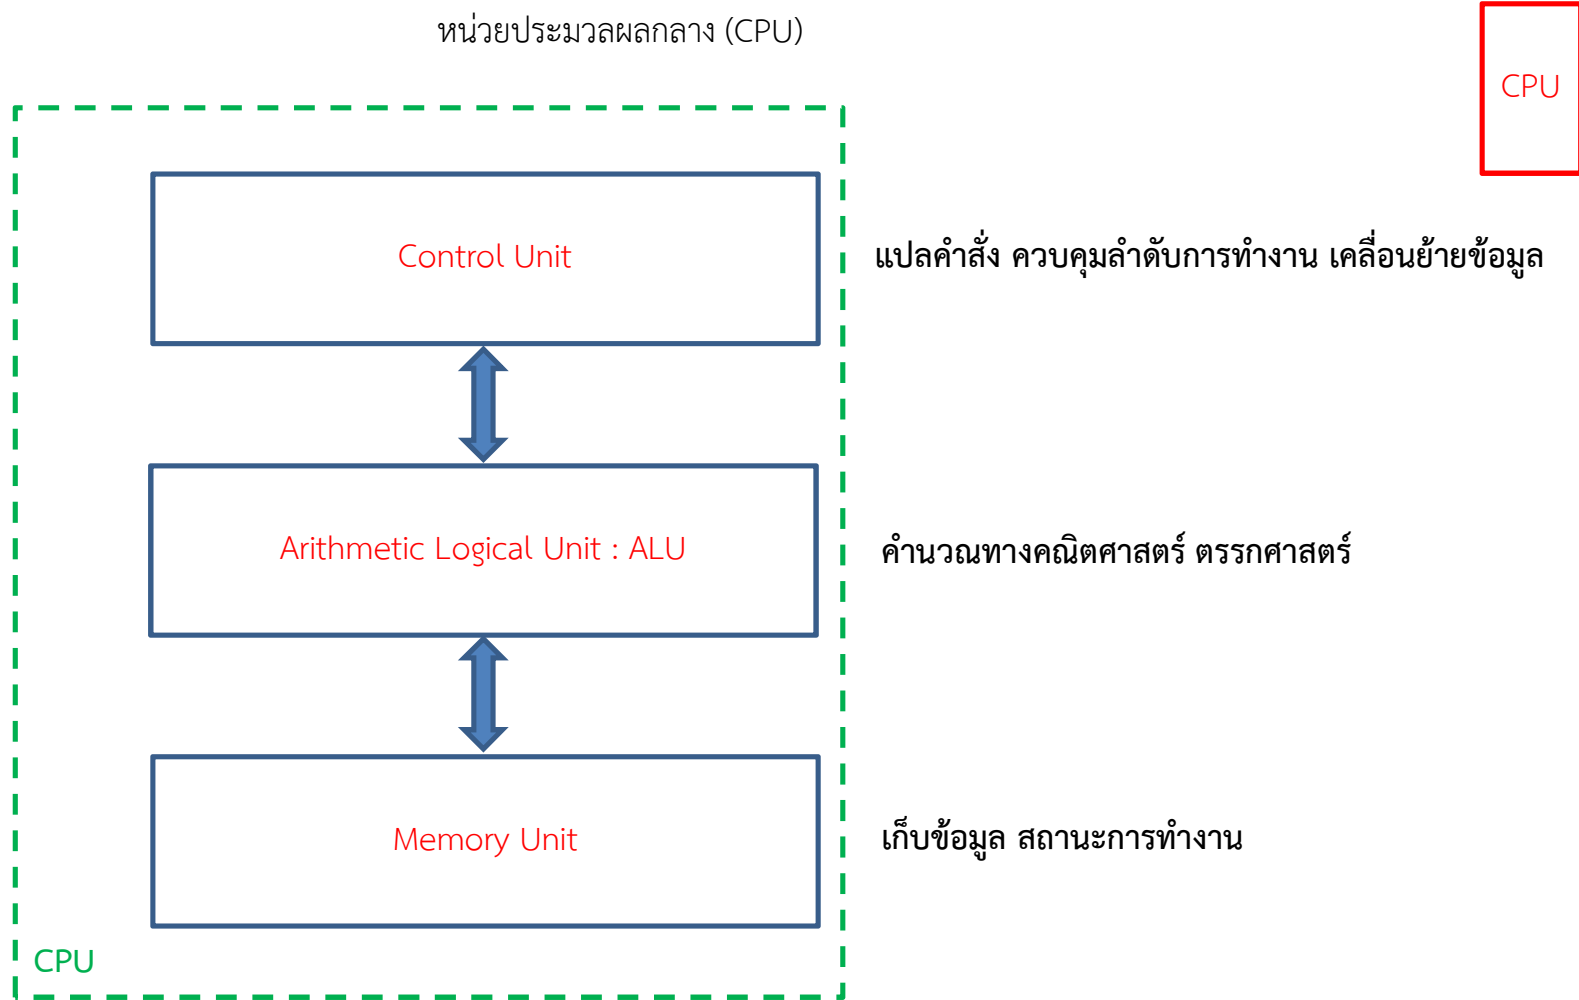 หน่วยประมวลผลกลาง (CPU)
CPU
Control Unit
แปลคำสั่ง ควบคุมลำดับการทำงาน เคลื่อนย้ายข้อมูล
Arithmetic Logical Unit : ALU
คำนวณทางคณิตศาสตร์ ตรรกศาสตร์
Memory Unit
เก็บข้อมูล สถานะการทำงาน
CPU